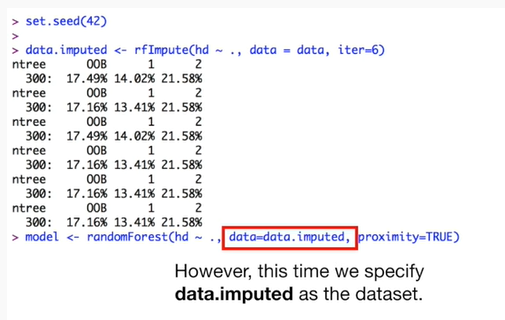 > set.seed(42)
>
> data.imputed <- rfImpute(hd ~ ., data = data, iter=6)
ntree OOB 1 2
300: 17.49% 14.02% 21.58%
ntree OOB 1 2
300: 17.16% 13.41% 21.58%
ntree OOB 1 2
300: 17.49% 14.02% 21.58%
ntree OOB 1 2
300: 17.16% 13.41% 21.58%
ntree OOB 1 2
300: 17.16% 13.41% 21.58%
ntree OOB 1 2
300: 17.16% 13.41% 21.58%
> model <- randomForest(hd ~ ., data=data.imputed, proximity=TRUE)
However, this time we specify
data.imputed as the dataset.